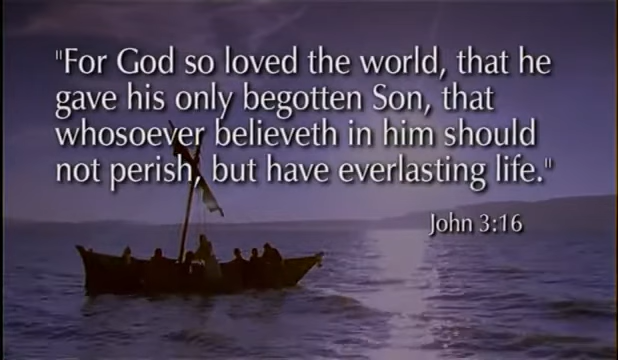 "For God so loved the world, that he
gave his only begotten Son, that
whosoever believeth in him should
not perish, but have everlasting life."
John 3:16